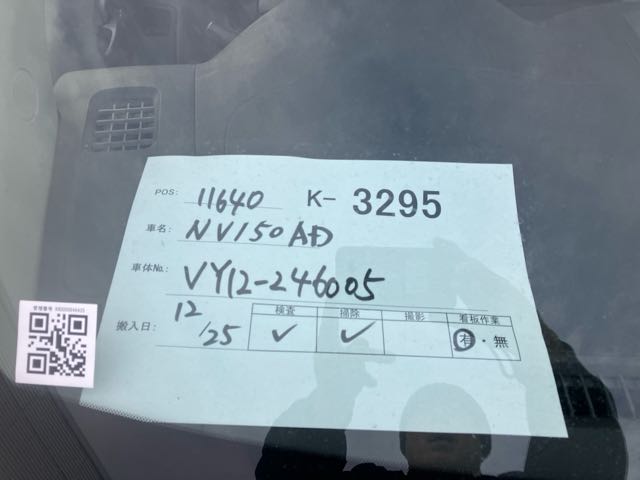 POS: 11640 K- 3295
車名: NV150AD
車体No.: VY12-246005
搬入日: 12/25
検査 掃除 撮影 看板作業
✓ ✓ 有・無